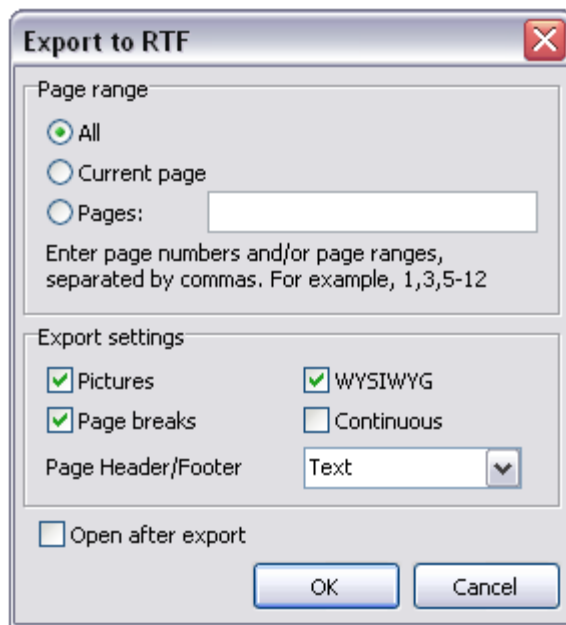 Export to RTF
Page range
All
Current page
Pages:
Enter page numbers and/or page ranges,
separated by commas. For example, 1,3,5-12
Export settings
Pictures WYSIWYG
Page breaks Continuous
Page Header/Footer Text
Open after export
OK Cancel